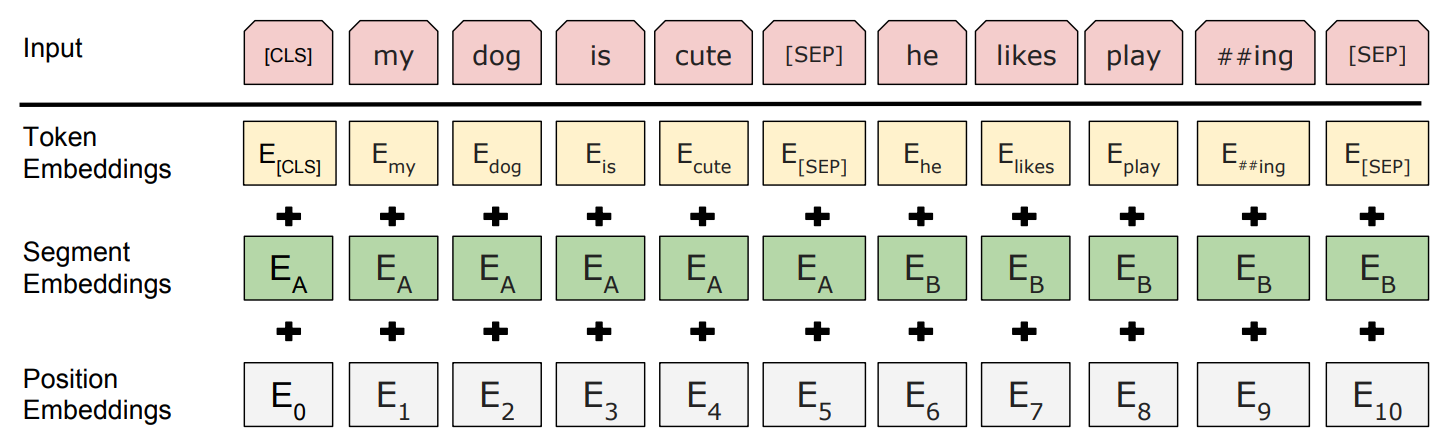 Input [CLS] my dog is cute [SEP] he likes play ##ing [SEP]
Token Embeddings E[CLS] Emy Edog Eis Ecute E[SEP] Ehe Elikes Eplay E##ing E[SEP]
+ + + + + + + + + + +
Segment Embeddings EA EA EA EA EA EA EB EB EB EB EB
+ + + + + + + + + + +
Position Embeddings E0 E1 E2 E3 E4 E5 E6 E7 E8 E9 E10